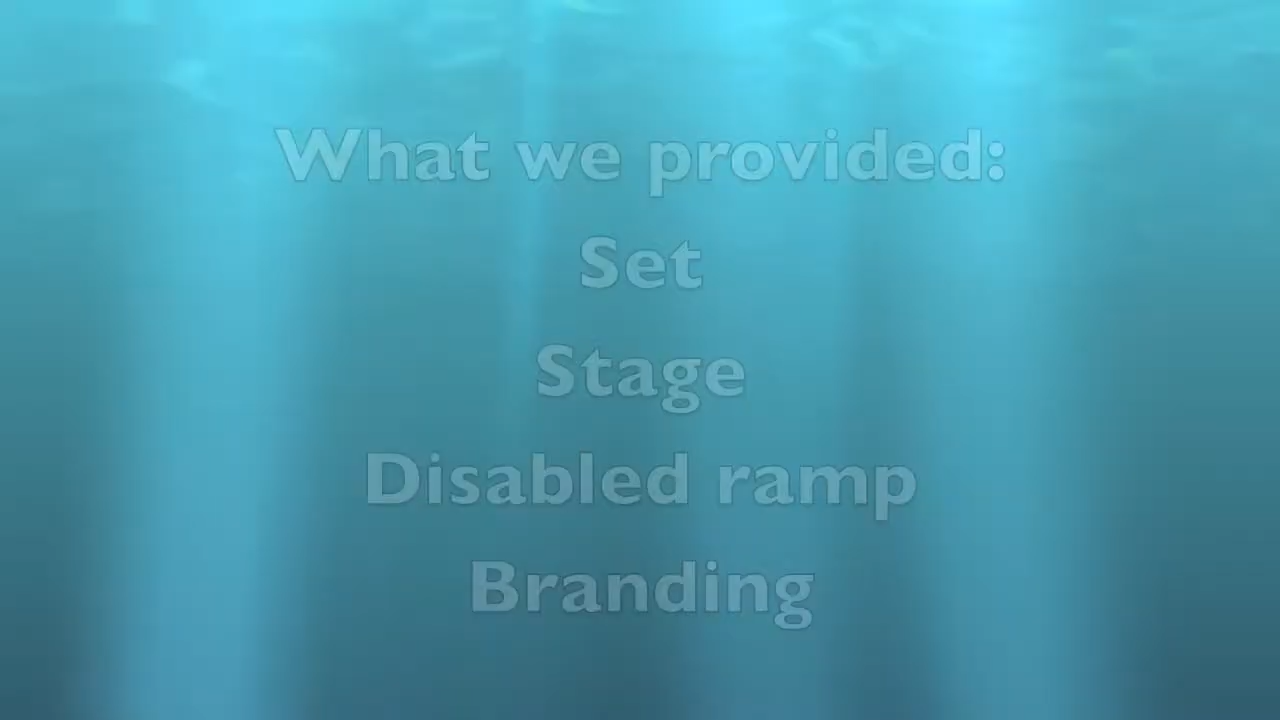 What we provided:
Set
Stage
Disabled ramp
Branding